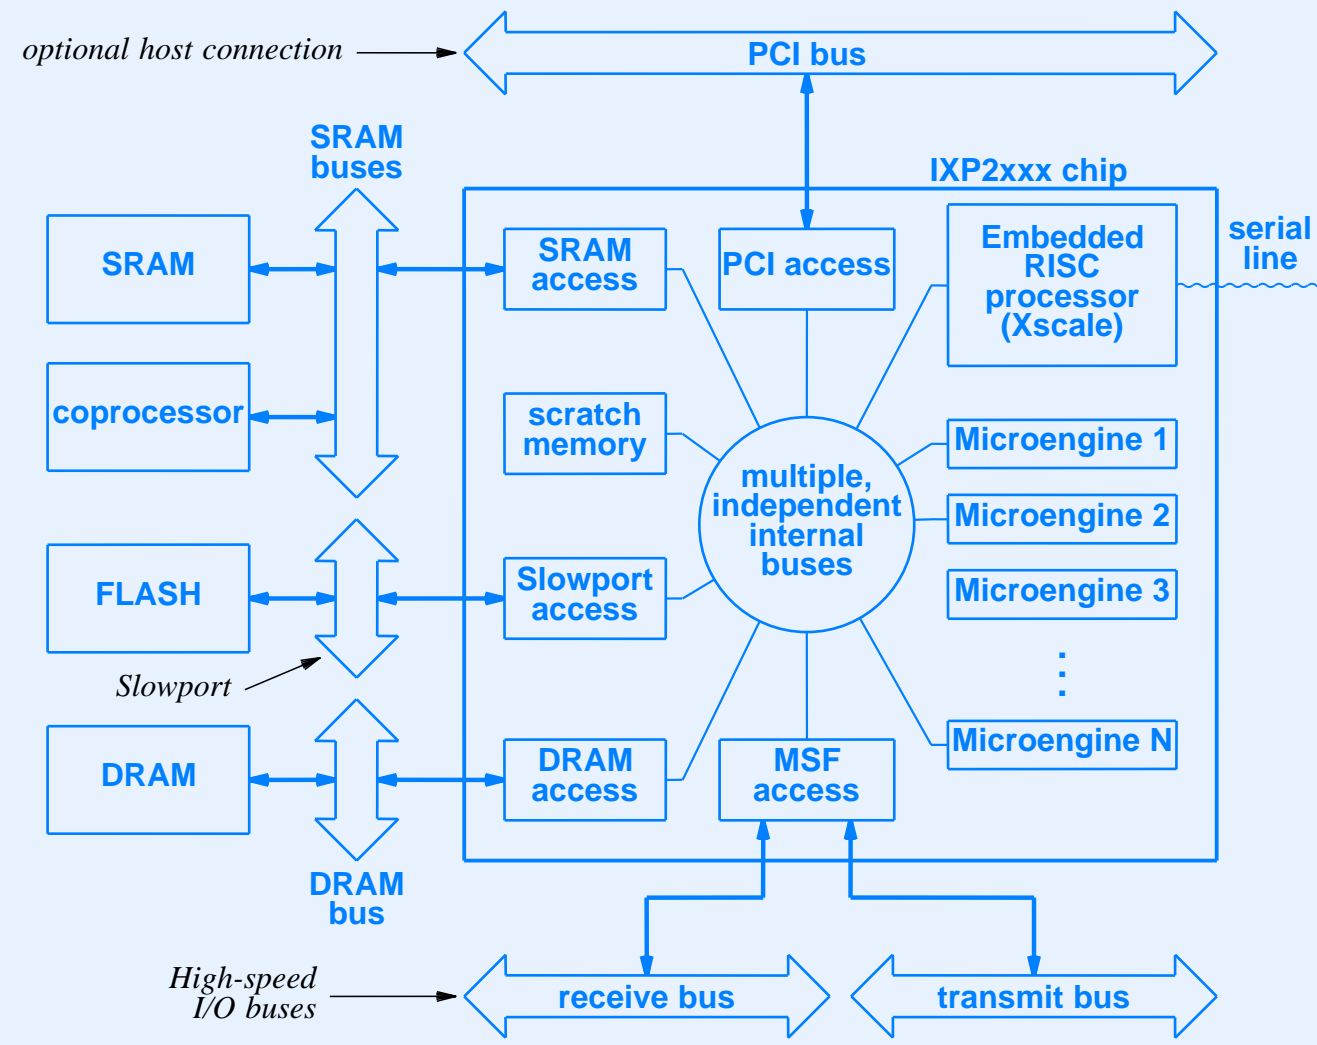 optional host connection
PCI bus
SRAM
buses
IXP2xxx chip
SRAM
SRAM
access
PCI access
Embedded
RISC
processor
(Xscale)
serial
line
coprocessor
scratch
memory
multiple,
independent
internal
buses
Microengine 1
Microengine 2
Microengine 3
Microengine N
FLASH
Slowport
access
Slowport
DRAM
DRAM
access
MSF
access
DRAM
bus
High-speed
I/O buses
receive bus
transmit bus